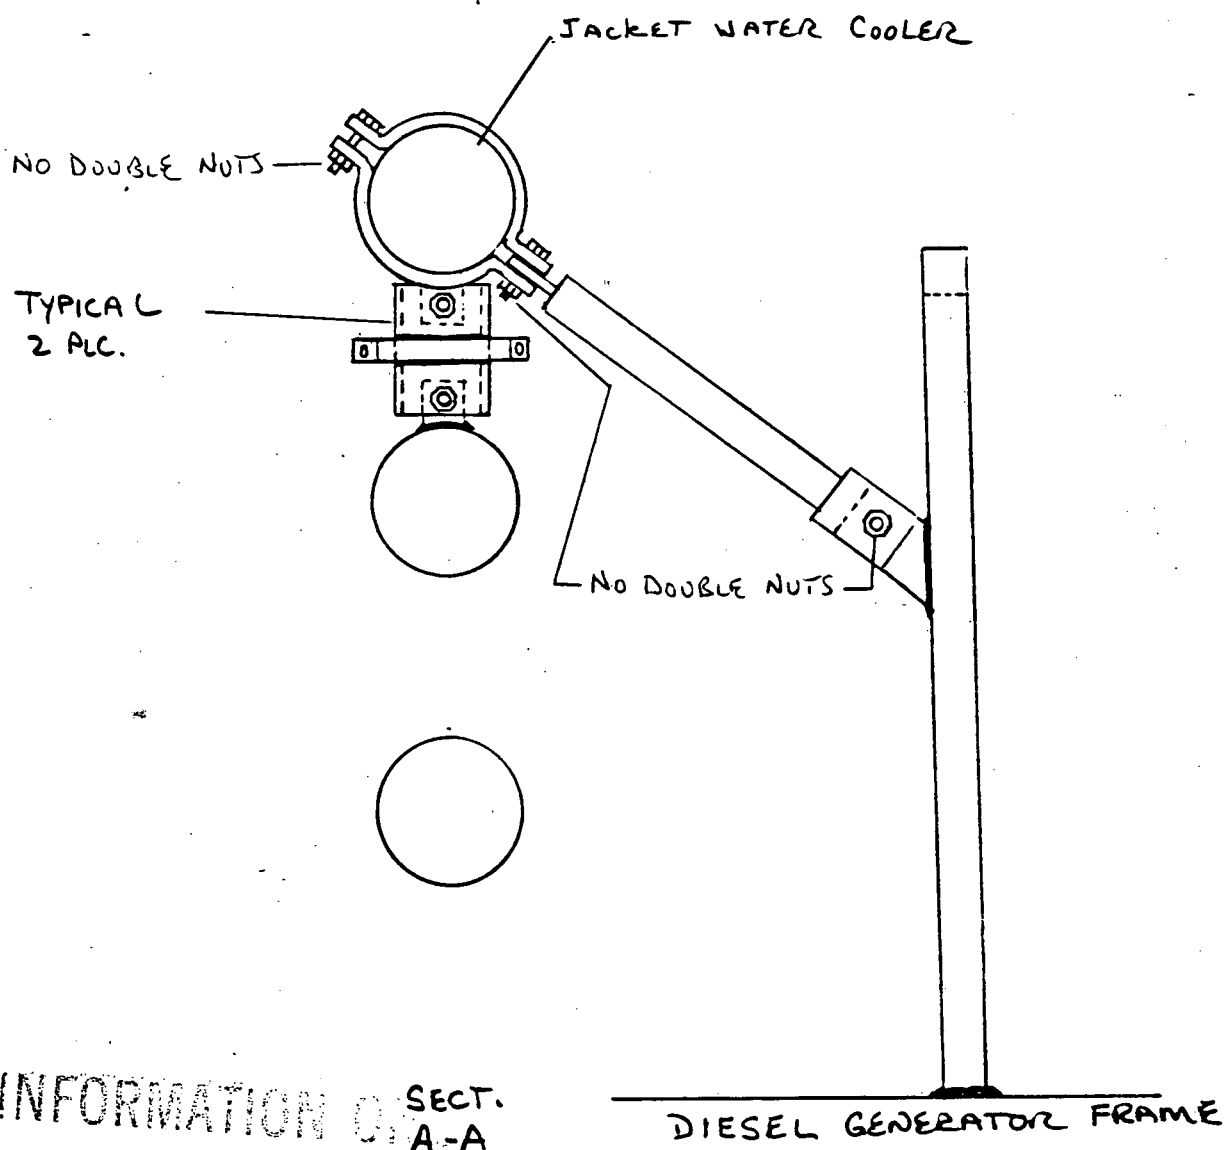 JACKET WATER COOLER
NO DOUBLE NUTS
TYPICAL
2 PLC.
NO DOUBLE NUTS
INFORMATION
SECT.
A-A
DIESEL GENERATOR FRAME